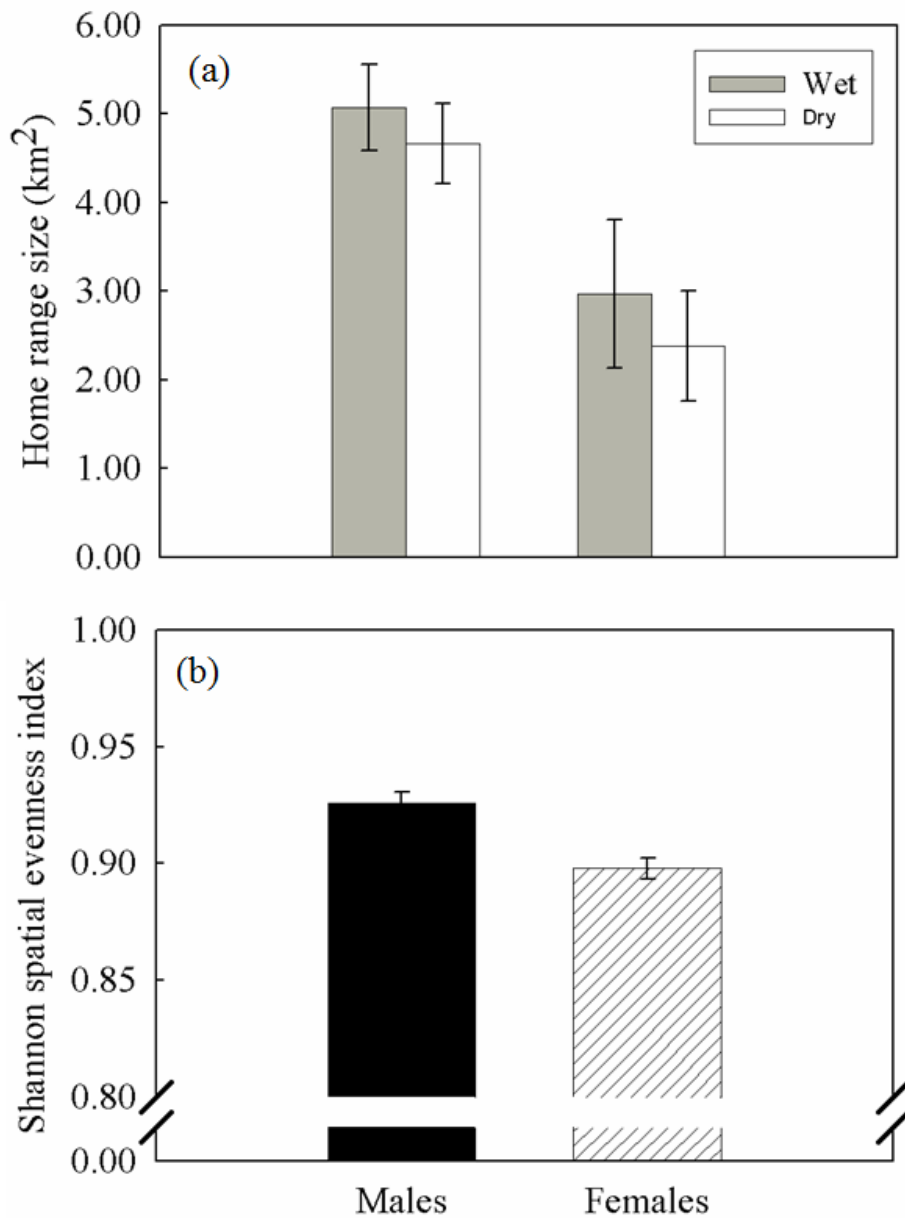 6.00
(a)
Wet
Dry
5.00
4.00
3.00
2.00
1.00
0.00
Home range size (km²)
1.00
(b)
0.95
0.90
0.85
0.80
0.00
Shannon spatial evenness index
Males Females